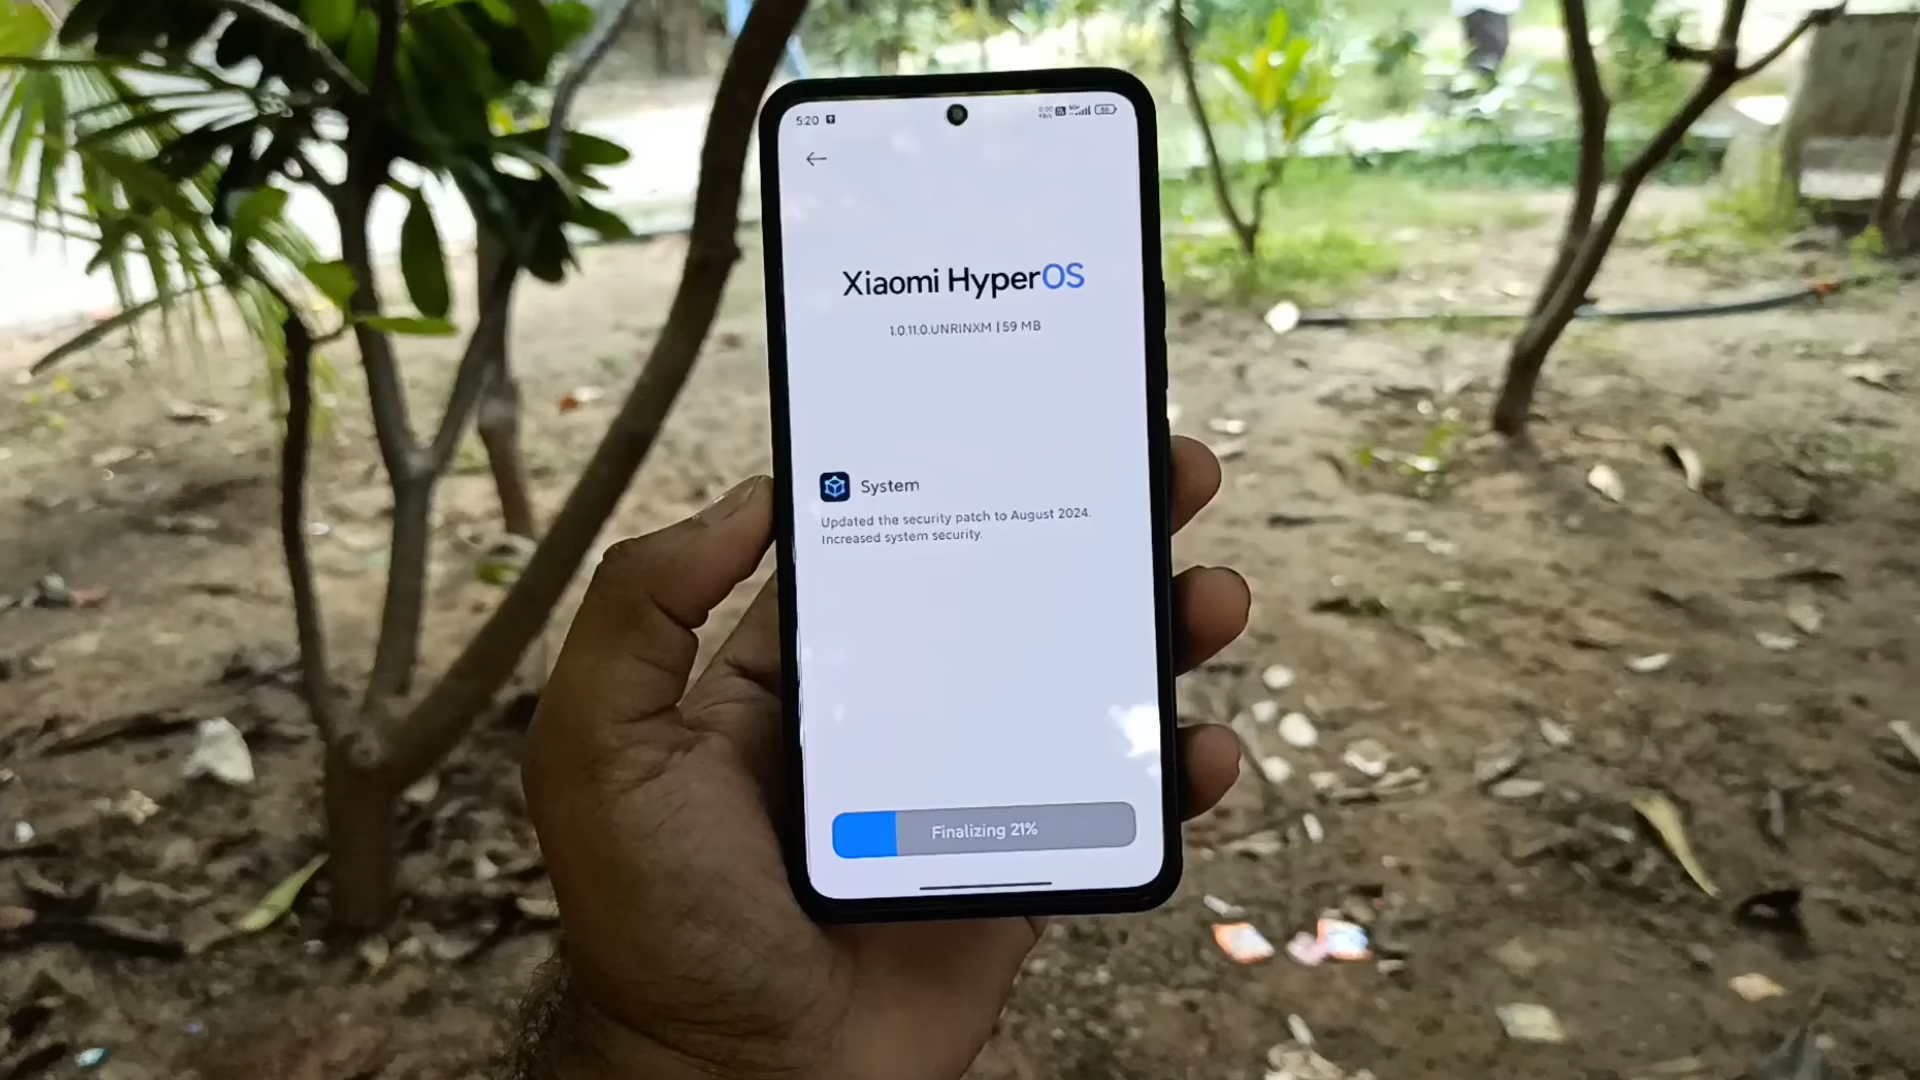 5:20
Xiaomi HyperOS
1.0.11.0.UNRINXM | 59 MB
System
Updated the security patch to August 2024.
Increased system security.
Finalizing 21%